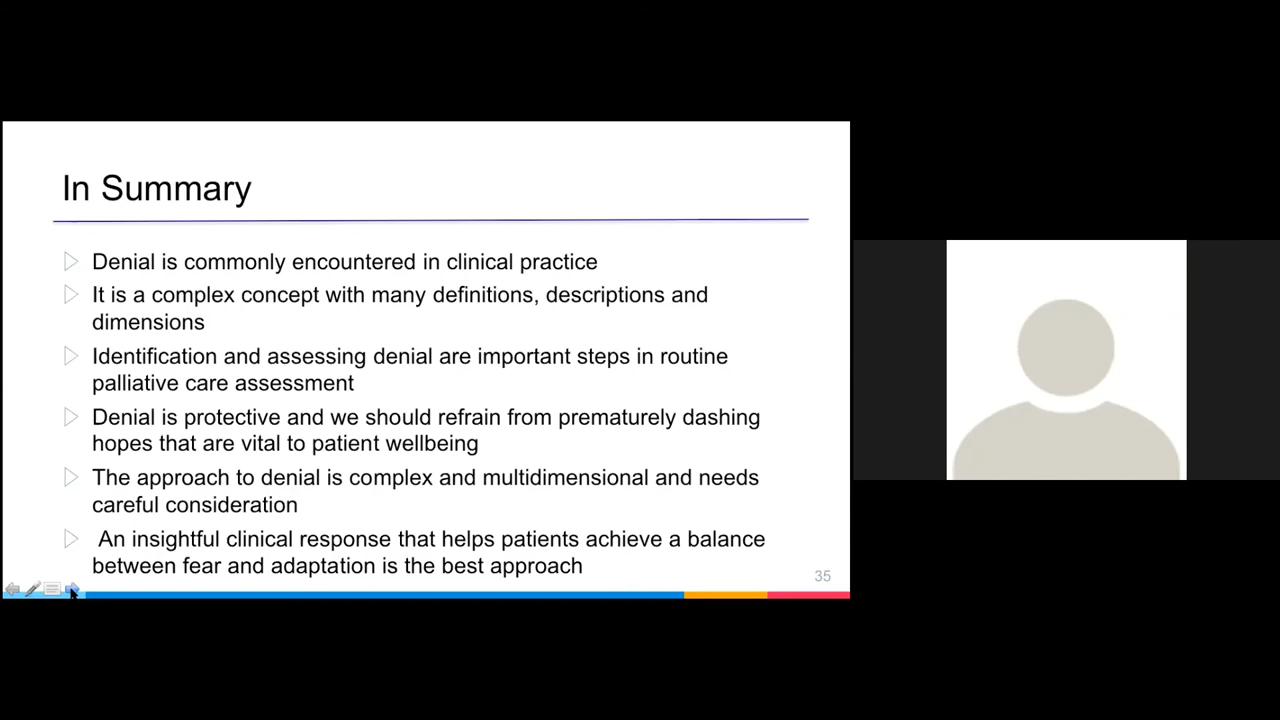 In Summary
Denial is commonly encountered in clinical practice
It is a complex concept with many definitions, descriptions and
dimensions
Identification and assessing denial are important steps in routine
palliative care assessment
Denial is protective and we should refrain from prematurely dashing
hopes that are vital to patient wellbeing
The approach to denial is complex and multidimensional and needs
careful consideration
An insightful clinical response that helps patients achieve a balance
between fear and adaptation is the best approach
35